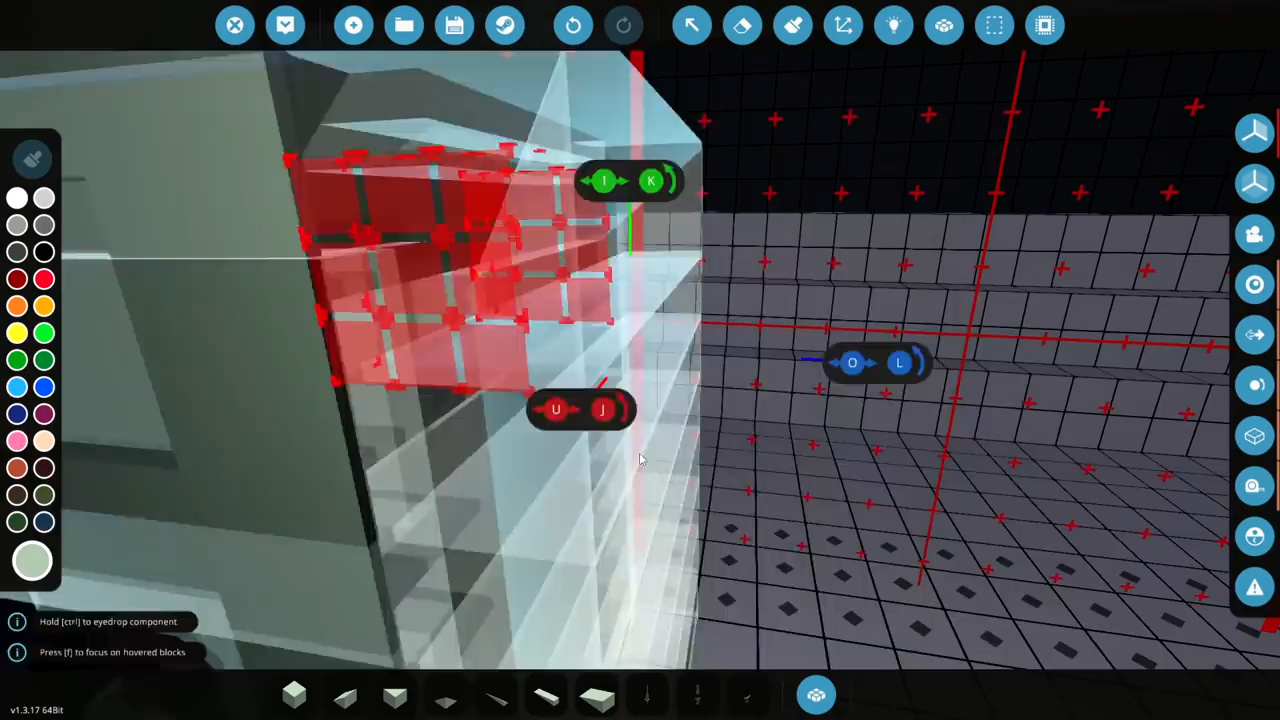 I K
O L
U J
Hold [ctrl] to eyedrop component
Press [f] to focus on hovered blocks
v1.3.17 64Bit